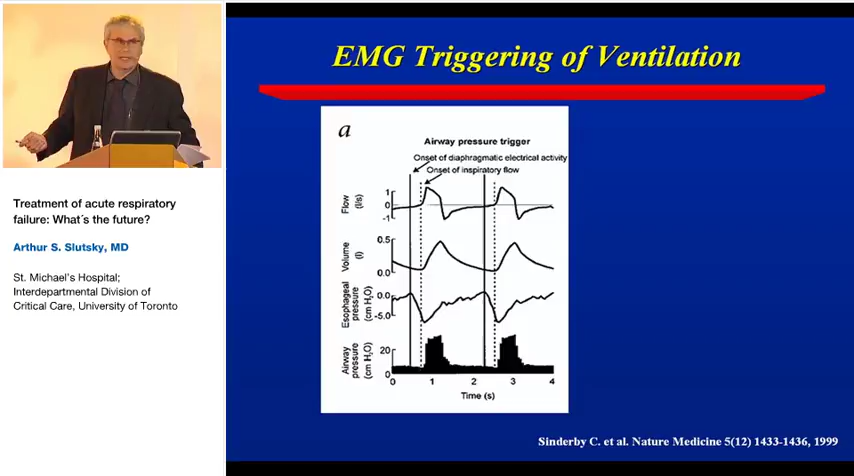 EMG Triggering of Ventilation
Treatment of acute respiratory
failure: What´s the future?
Arthur S. Slutsky, MD
St. Michael's Hospital;
Interdepartmental Division of
Critical Care, University of Toronto
a
Airway pressure trigger
Onset of diaphragmatic electrical activity
Onset of inspiratory flow
Flow
(l/s)
1
0
-1
Volume
(l)
0.5
0.0
Esophageal
pressure
(cm H2O)
0.0
-5.0
Airway
pressure
(cm H2O)
20
0
0 1 2 3 4
Time (s)
Sinderby C. et al. Nature Medicine 5(12) 1433-1436, 1999